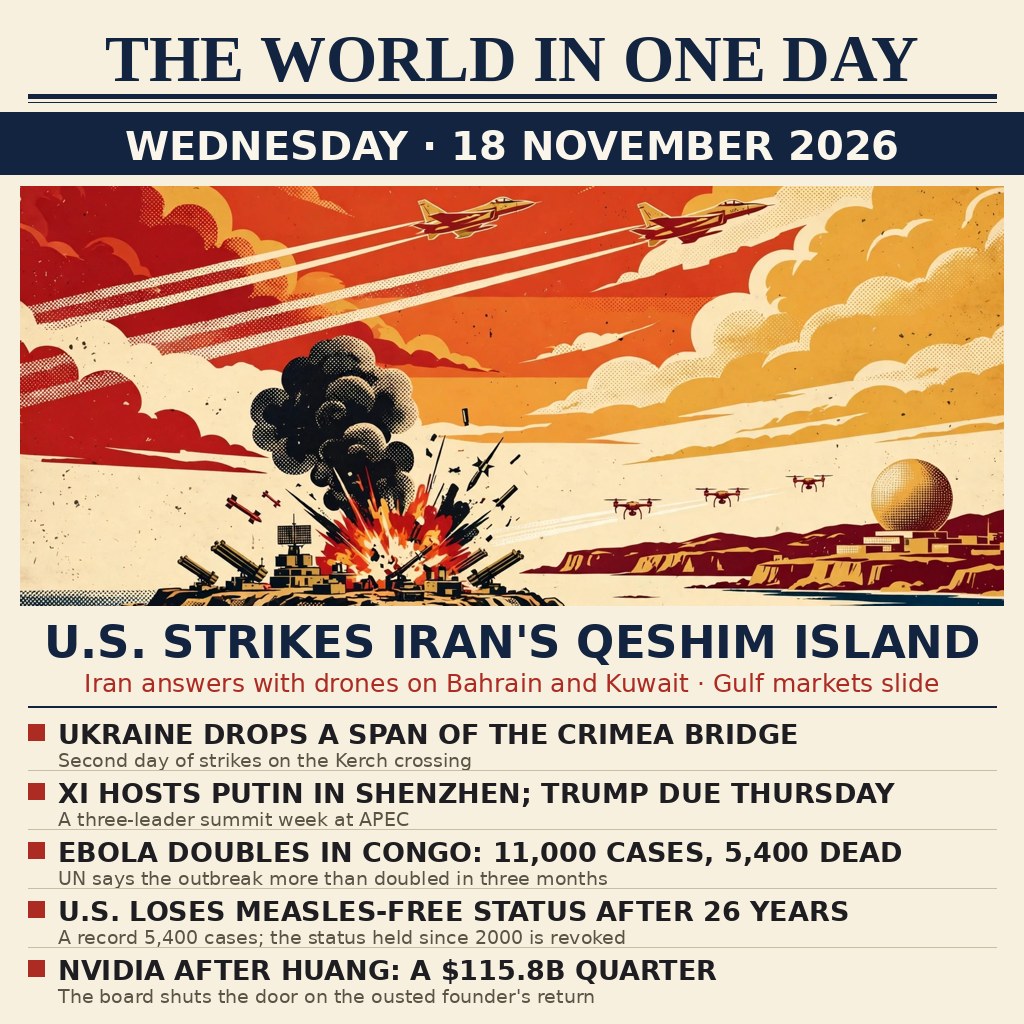 THE WORLD IN ONE DAY
WEDNESDAY · 18 NOVEMBER 2026
U.S. STRIKES IRAN'S QESHIM ISLAND
Iran answers with drones on Bahrain and Kuwait · Gulf markets slide
UKRAINE DROPS A SPAN OF THE CRIMEA BRIDGE
Second day of strikes on the Kerch crossing
XI HOSTS PUTIN IN SHENZHEN; TRUMP DUE THURSDAY
A three-leader summit week at APEC
EBOLA DOUBLES IN CONGO: 11,000 CASES, 5,400 DEAD
UN says the outbreak more than doubled in three months
U.S. LOSES MEASLES-FREE STATUS AFTER 26 YEARS
A record 5,400 cases; the status held since 2000 is revoked
NVIDIA AFTER HUANG: A $115.8B QUARTER
The board shuts the door on the ousted founder's return